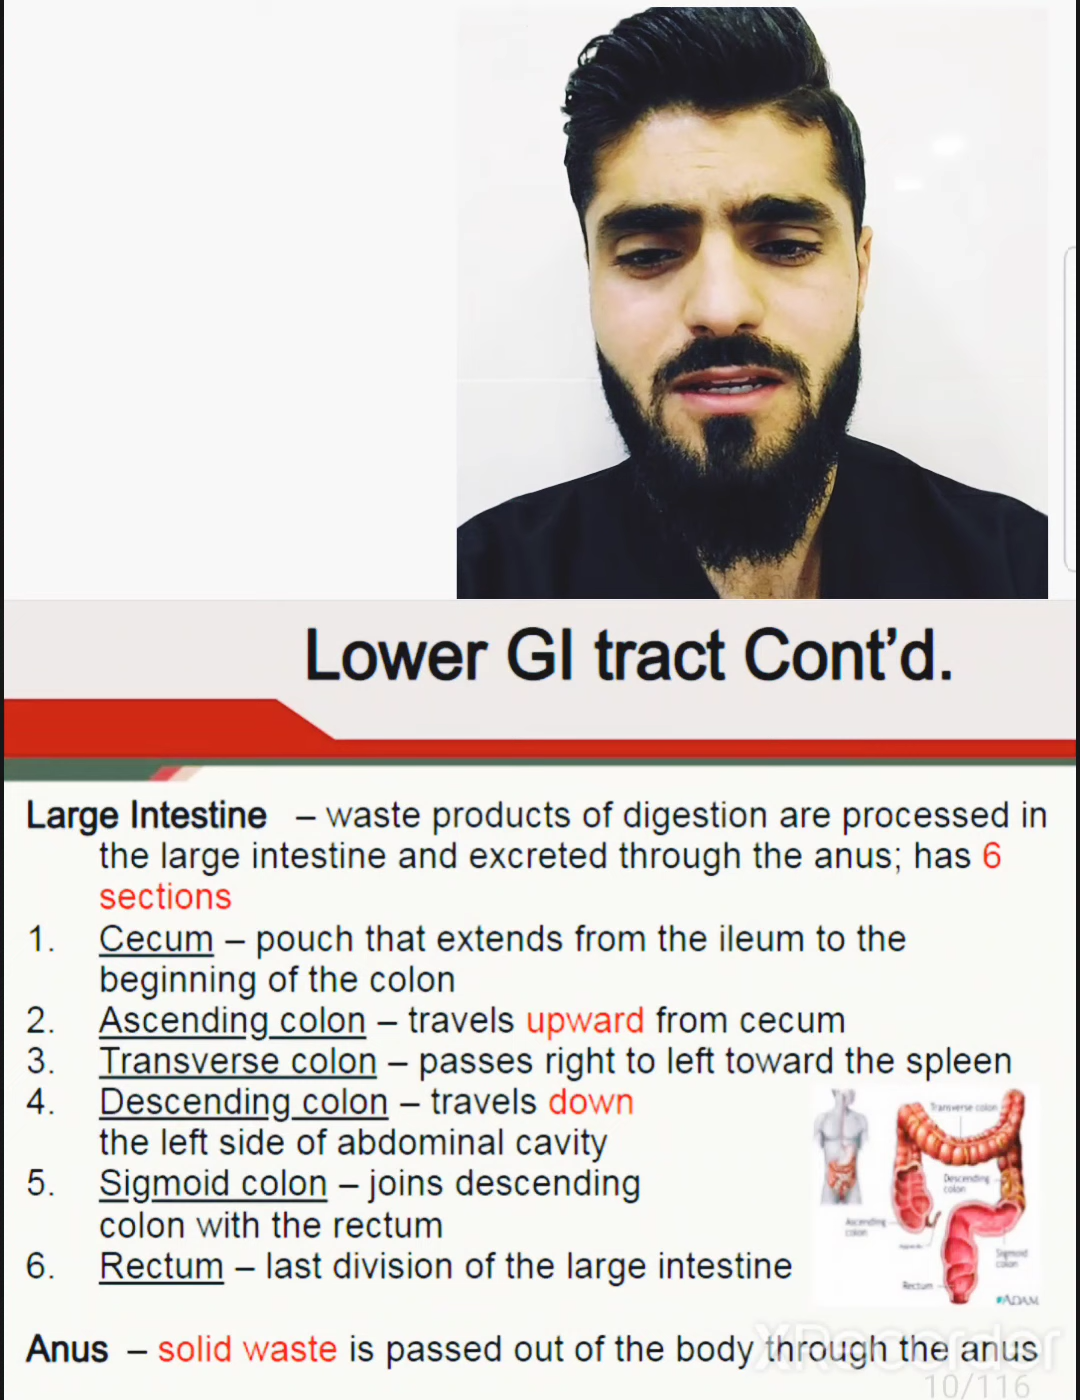 Lower GI tract Cont’d.
Large Intestine – waste products of digestion are processed in
the large intestine and excreted through the anus; has 6
sections
1. Cecum – pouch that extends from the ileum to the
beginning of the colon
2. Ascending colon – travels upward from cecum
3. Transverse colon – passes right to left toward the spleen
4. Descending colon – travels down
the left side of abdominal cavity
5. Sigmoid colon – joins descending
colon with the rectum
6. Rectum – last division of the large intestine
Transverse colon
Descending
colon
Ascending
colon
Sigmoid
colon
Rectum
ADAM
Anus – solid waste is passed out of the body through the anus
XRecorder
10/116